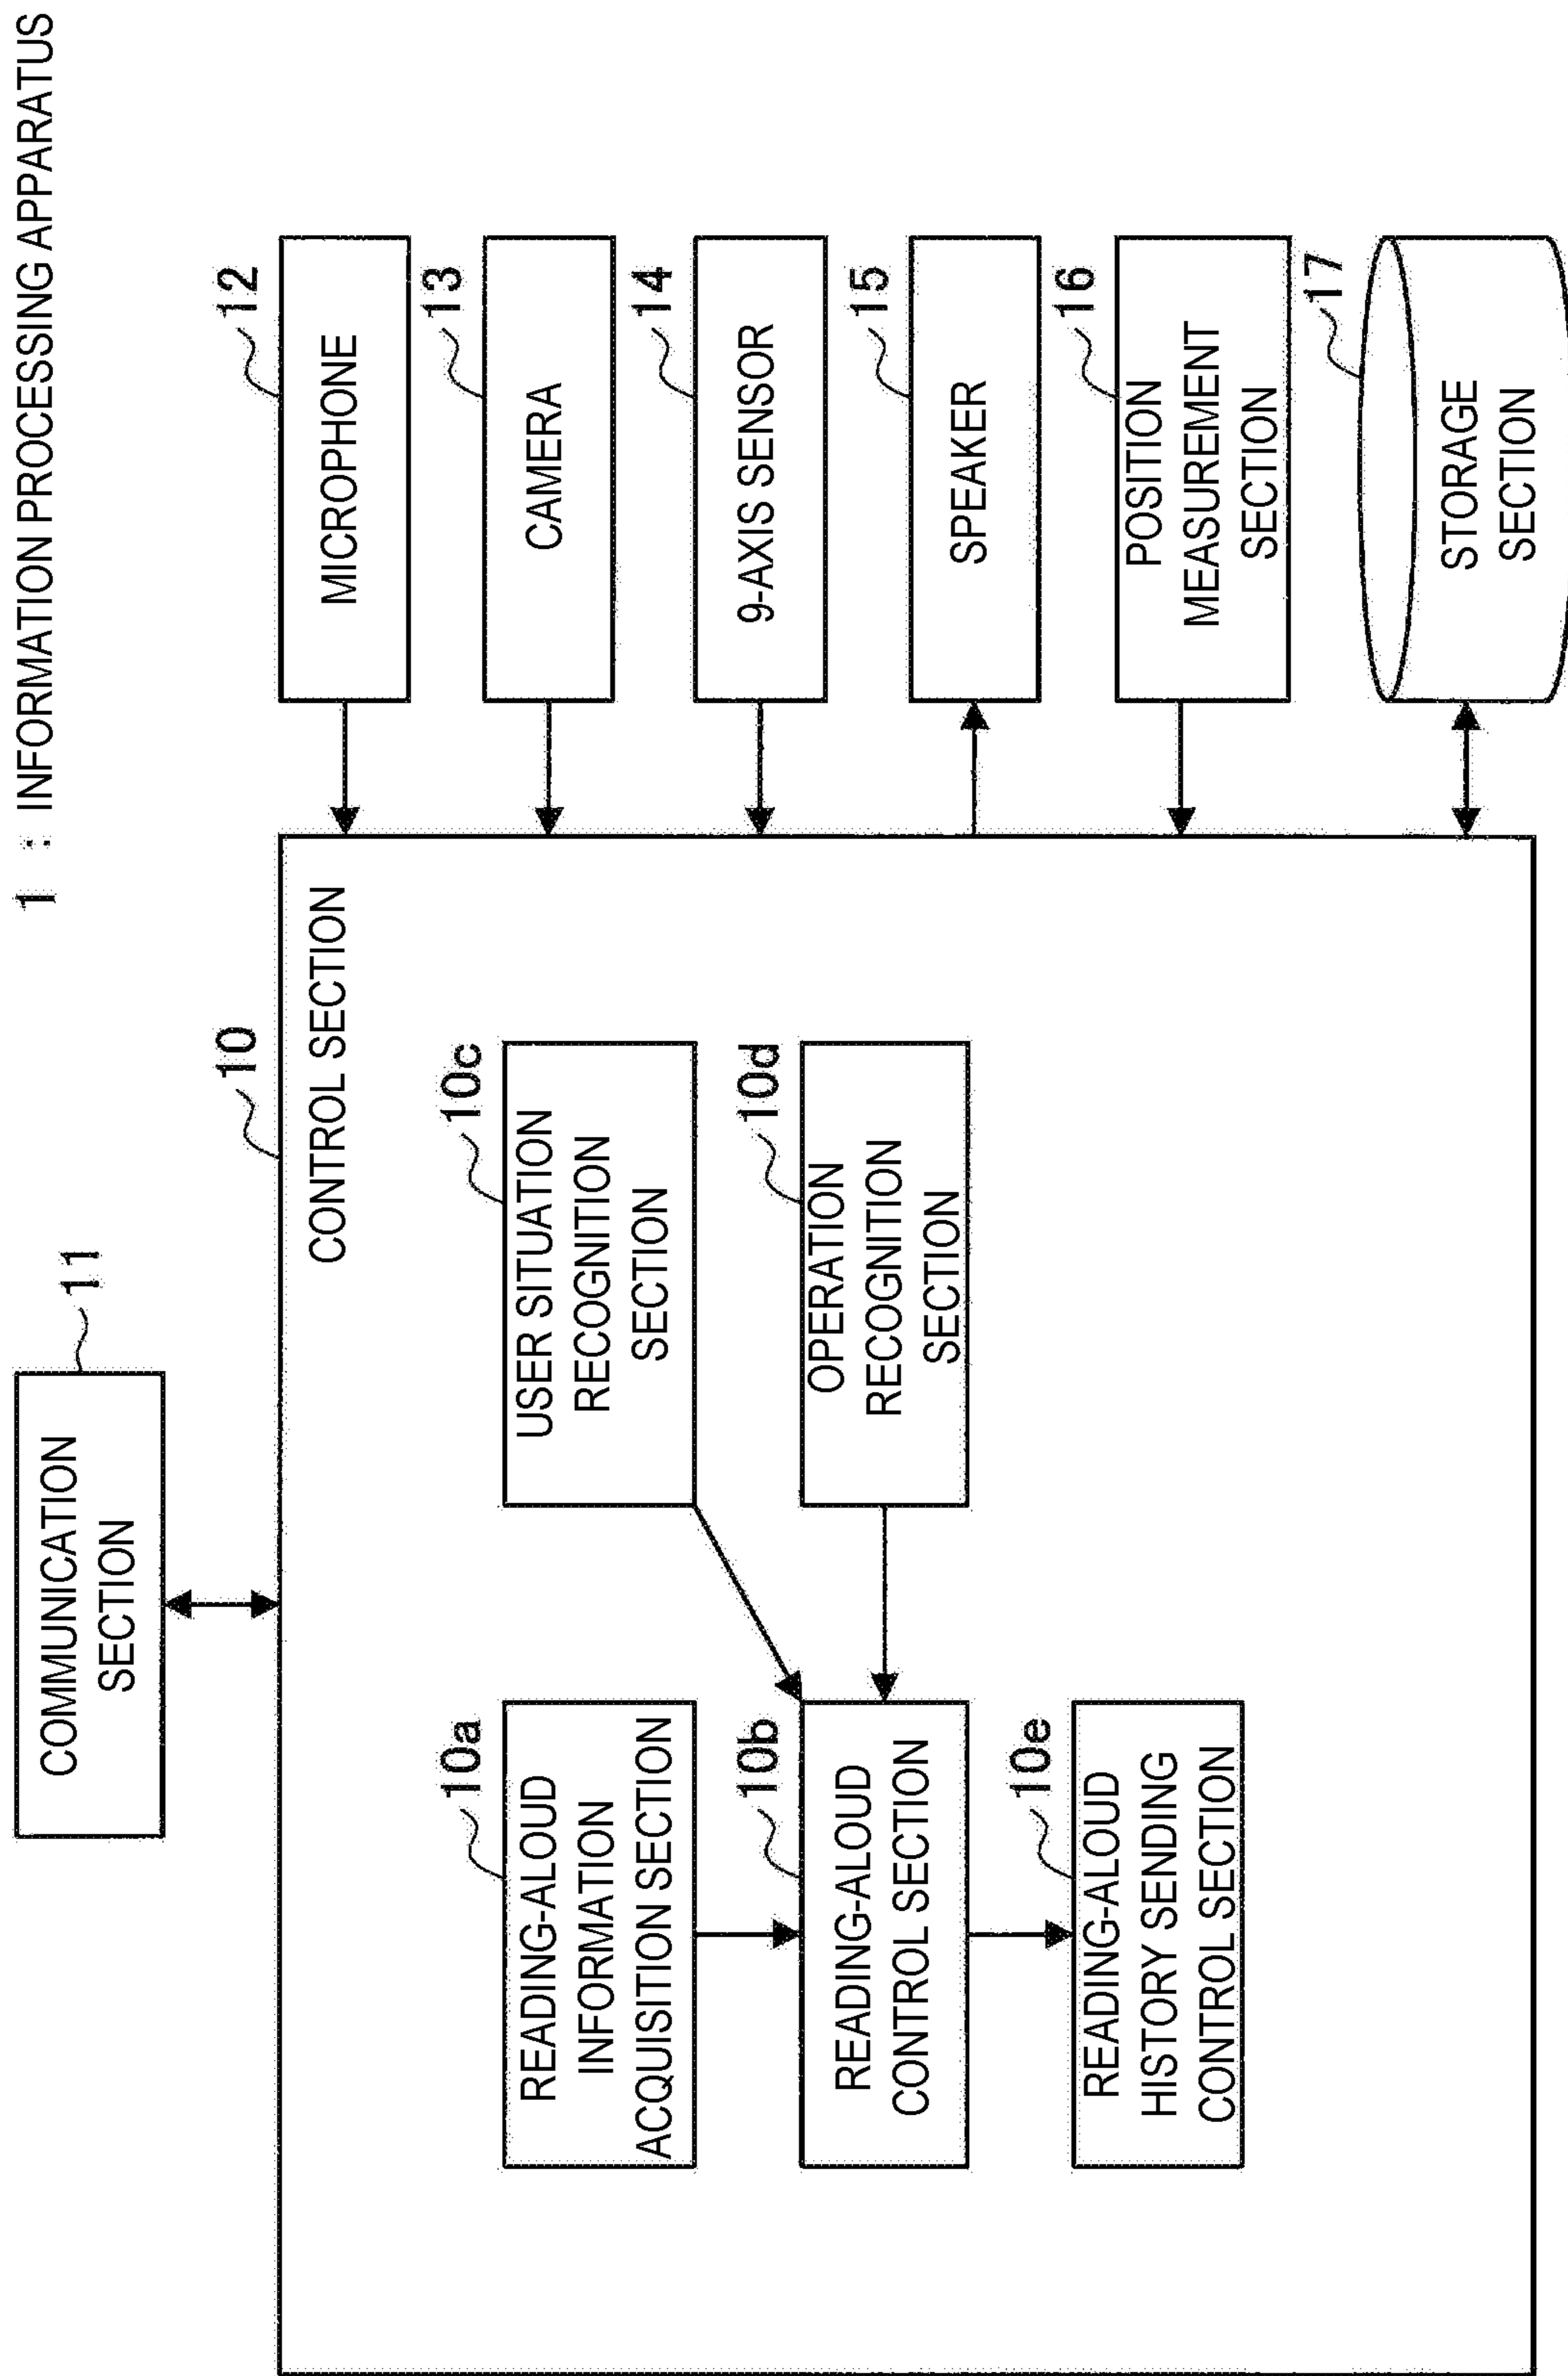 1 : INFORMATION PROCESSING APPARATUS
COMMUNICATION
SECTION
11
10
CONTROL SECTION
10a
READING-ALOUD
INFORMATION
ACQUISITION SECTION
10b
READING-ALOUD
CONTROL SECTION
10e
READING-ALOUD
HISTORY SENDING
CONTROL SECTION
10c
USER SITUATION
RECOGNITION
SECTION
10d
OPERATION
RECOGNITION
SECTION
12
MICROPHONE
13
CAMERA
14
9-AXIS SENSOR
15
SPEAKER
16
POSITION
MEASUREMENT
SECTION
17
STORAGE
SECTION